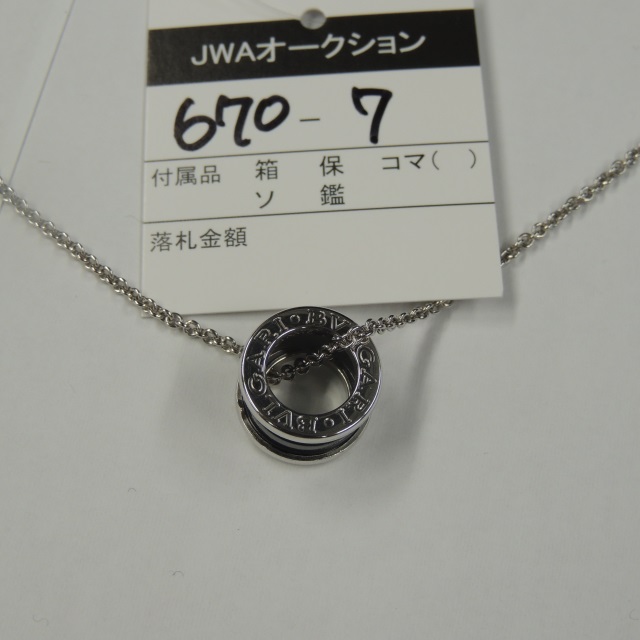 JWAオークション
670-7
付属品 箱 保 コマ( )
ソ 鑑
落札金額
BVLGARI BVLGARI